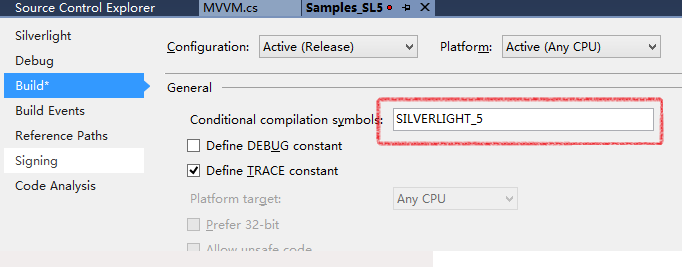 Source Control Explorer
MVVM.cs
Samples_SL5
Silverlight
Debug
Build*
Build Events
Reference Paths
Signing
Code Analysis
Configuration: Active (Release)
Platform: Active (Any CPU)
General
Conditional compilation symbols: SILVERLIGHT_5
Define DEBUG constant
Define TRACE constant
Platform target: Any CPU
Prefer 32-bit
Allow unsafe code